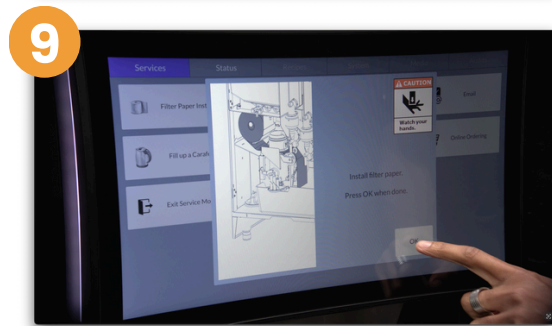 9
Services
Status
Filter Paper Inst
Fill up a Carafe
Exit Service Mo
CAUTION
Watch your
hands.
Install filter paper.
Press OK when done.
OK
Email
Online Ordering